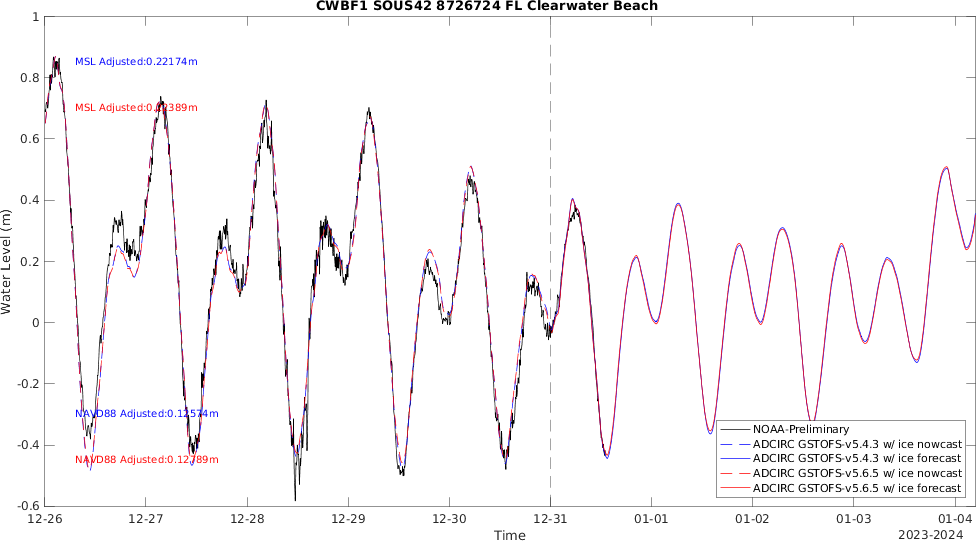 CWBF1 SOUS42 8726724 FL Clearwater Beach
1
0.8
0.6
0.4
0.2
0
-0.2
-0.4
-0.6
Water Level (m)
MSL Adjusted:0.22174m
MSL Adjusted:0.22389m
NAVD88 Adjusted:0.12574m
NAVD88 Adjusted:0.12789m
NOAA-Preliminary
ADCIRC GSTOFS-v5.4.3 w/ ice nowcast
ADCIRC GSTOFS-v5.4.3 w/ ice forecast
ADCIRC GSTOFS-v5.6.5 w/ ice nowcast
ADCIRC GSTOFS-v5.6.5 w/ ice forecast
12-26 12-27 12-28 12-29 12-30 12-31 01-01 01-02 01-03 01-04
Time
2023-2024